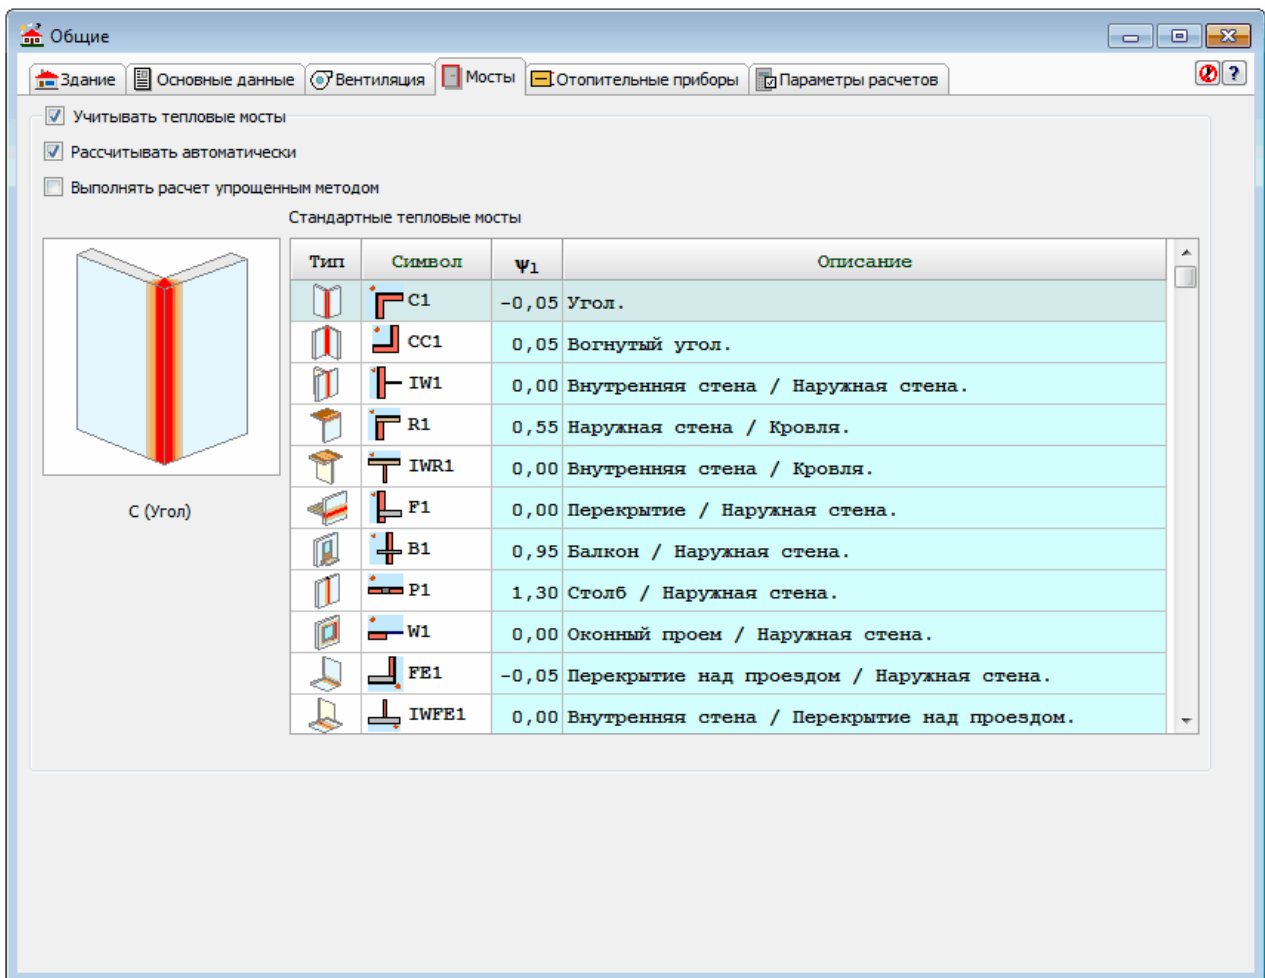 Общие
Здание Основные данные Вентиляция Мосты Отопительные приборы Параметры расчетов ?
Учитывать тепловые мосты
Рассчитывать автоматически
Выполнять расчет упрощенным методом
Стандартные тепловые мосты
Тип Символ Ψ1 Описание
C1 -0,05 Угол.
CC1 0,05 Вогнутый угол.
IW1 0,00 Внутренняя стена / Наружная стена.
R1 0,55 Наружная стена / Кровля.
IWR1 0,00 Внутренняя стена / Кровля.
F1 0,00 Перекрытие / Наружная стена.
B1 0,95 Балкон / Наружная стена.
P1 1,30 Столб / Наружная стена.
W1 0,00 Оконный проем / Наружная стена.
FE1 -0,05 Перекрытие над проездом / Наружная стена.
IWFE1 0,00 Внутренняя стена / Перекрытие над проездом.
С (Угол)